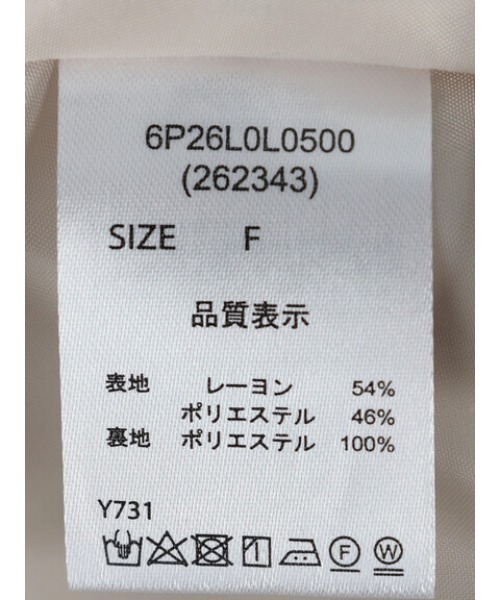 6P26L0L0500
(262343)
SIZE F
品質表示
表地 レーヨン 54%
ポリエステル 46%
裏地 ポリエステル 100%
Y731
F W